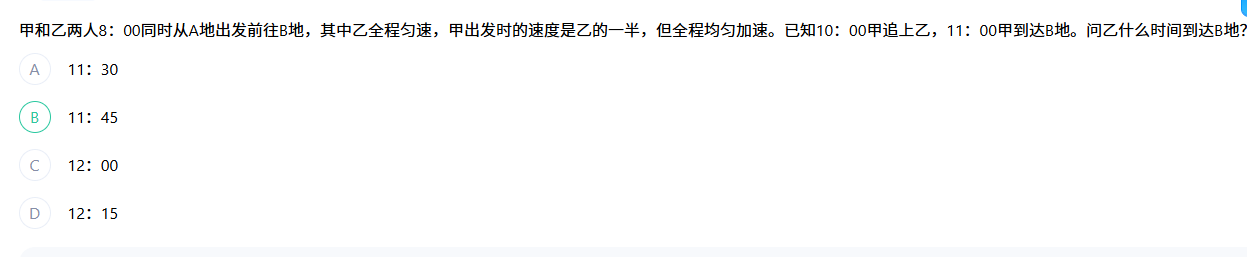 甲和乙两人8：00同时从A地出发前往B地，其中乙全程匀速，甲出发时的速度是乙的一半，但全程均匀加速。已知10：00甲追上乙，11：00甲到达B地。问乙什么时间到达B地?
A 11：30
B 11：45
C 12：00
D 12：15